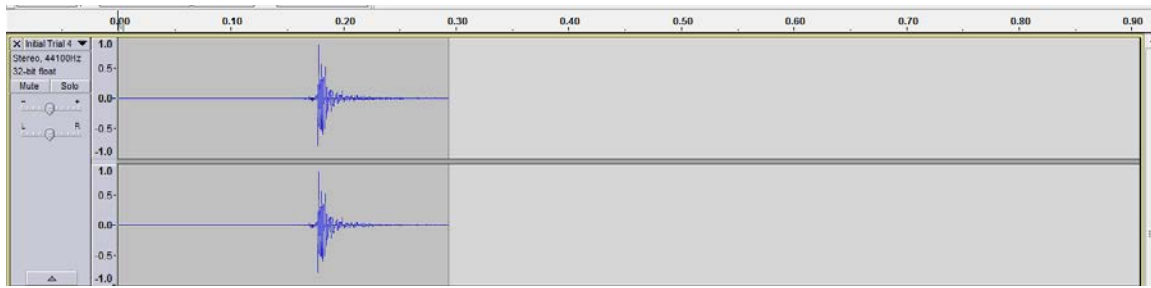 0.00 0.10 0.20 0.30 0.40 0.50 0.60 0.70 0.80 0.90
X Initial Trial 4 ▼
Stereo, 44100Hz
32-bit float
Mute Solo
- +
L R
1.0
0.5-
0.0-
-0.5-
-1.0
1.0
0.5-
0.0-
-0.5-
-1.0